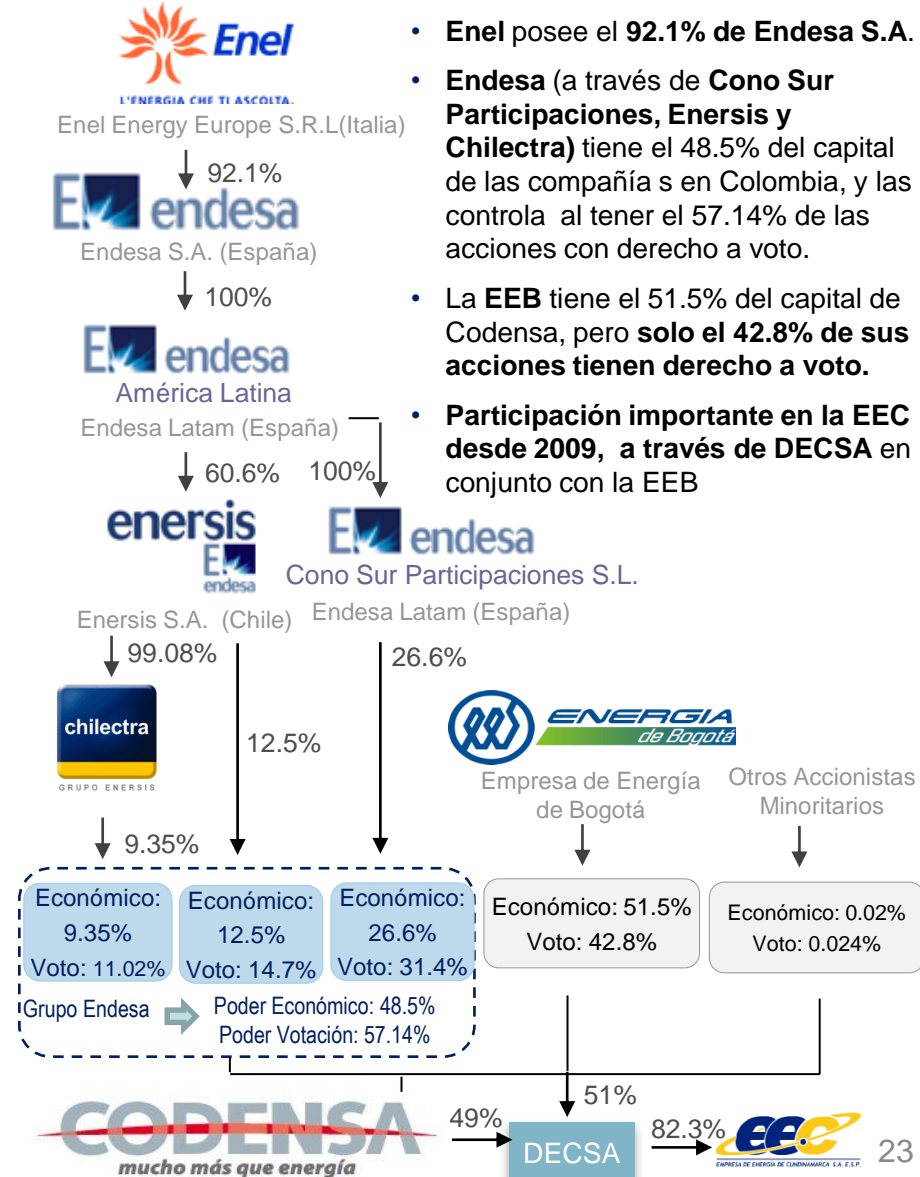 Enel
L'ENERGIA CHE TI ASCOLTA.
Enel Energy Europe S.R.L(Italia)
92.1%
endesa
Endesa S.A. (España)
100%
endesa
América Latina
Endesa Latam (España)
60.6%
100%
enersis
endesa
Enersis S.A. (Chile)
endesa
Cono Sur Participaciones S.L.
Endesa Latam (España)
99.08%
12.5%
26.6%
chilectra
GRUPO ENERSIS
9.35%
• Enel posee el 92.1% de Endesa S.A.
• Endesa (a través de Cono Sur
Participaciones, Enersis y
Chilectra) tiene el 48.5% del capital
de las compañía s en Colombia, y las
controla al tener el 57.14% de las
acciones con derecho a voto.
• La EEB tiene el 51.5% del capital de
Codensa, pero solo el 42.8% de sus
acciones tienen derecho a voto.
• Participación importante en la EEC
desde 2009, a través de DECSA en
conjunto con la EEB
ENERGIA
de Bogotá
Empresa de Energía
de Bogotá
Otros Accionistas
Minoritarios
Económico:
9.35%
Voto: 11.02%
Económico:
12.5%
Voto: 14.7%
Económico:
26.6%
Voto: 31.4%
Económico: 51.5%
Voto: 42.8%
Económico: 0.02%
Voto: 0.024%
Grupo Endesa
Poder Económico: 48.5%
Poder Votación: 57.14%
CODENSA
mucho más que energía
49%
51%
DECSA
82.3%
EEC
EMPRESA DE ENERGÍA DE CUNDINAMARCA S.A. E.S.P.
23